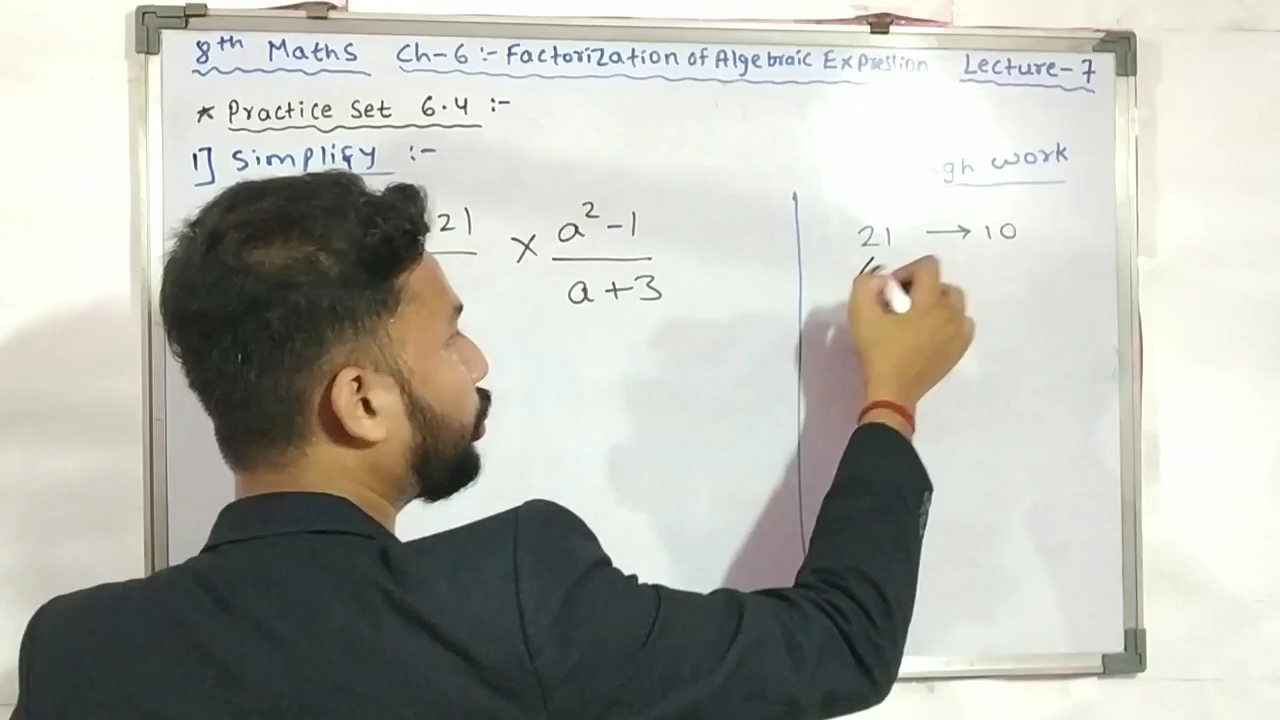 8th Maths Ch-6:- Factorization of Algebraic Expression Lecture-7
* Practice Set 6.4 :-
1] Simplify :-
gh work
21 × a²-1
a+3
21 → 10